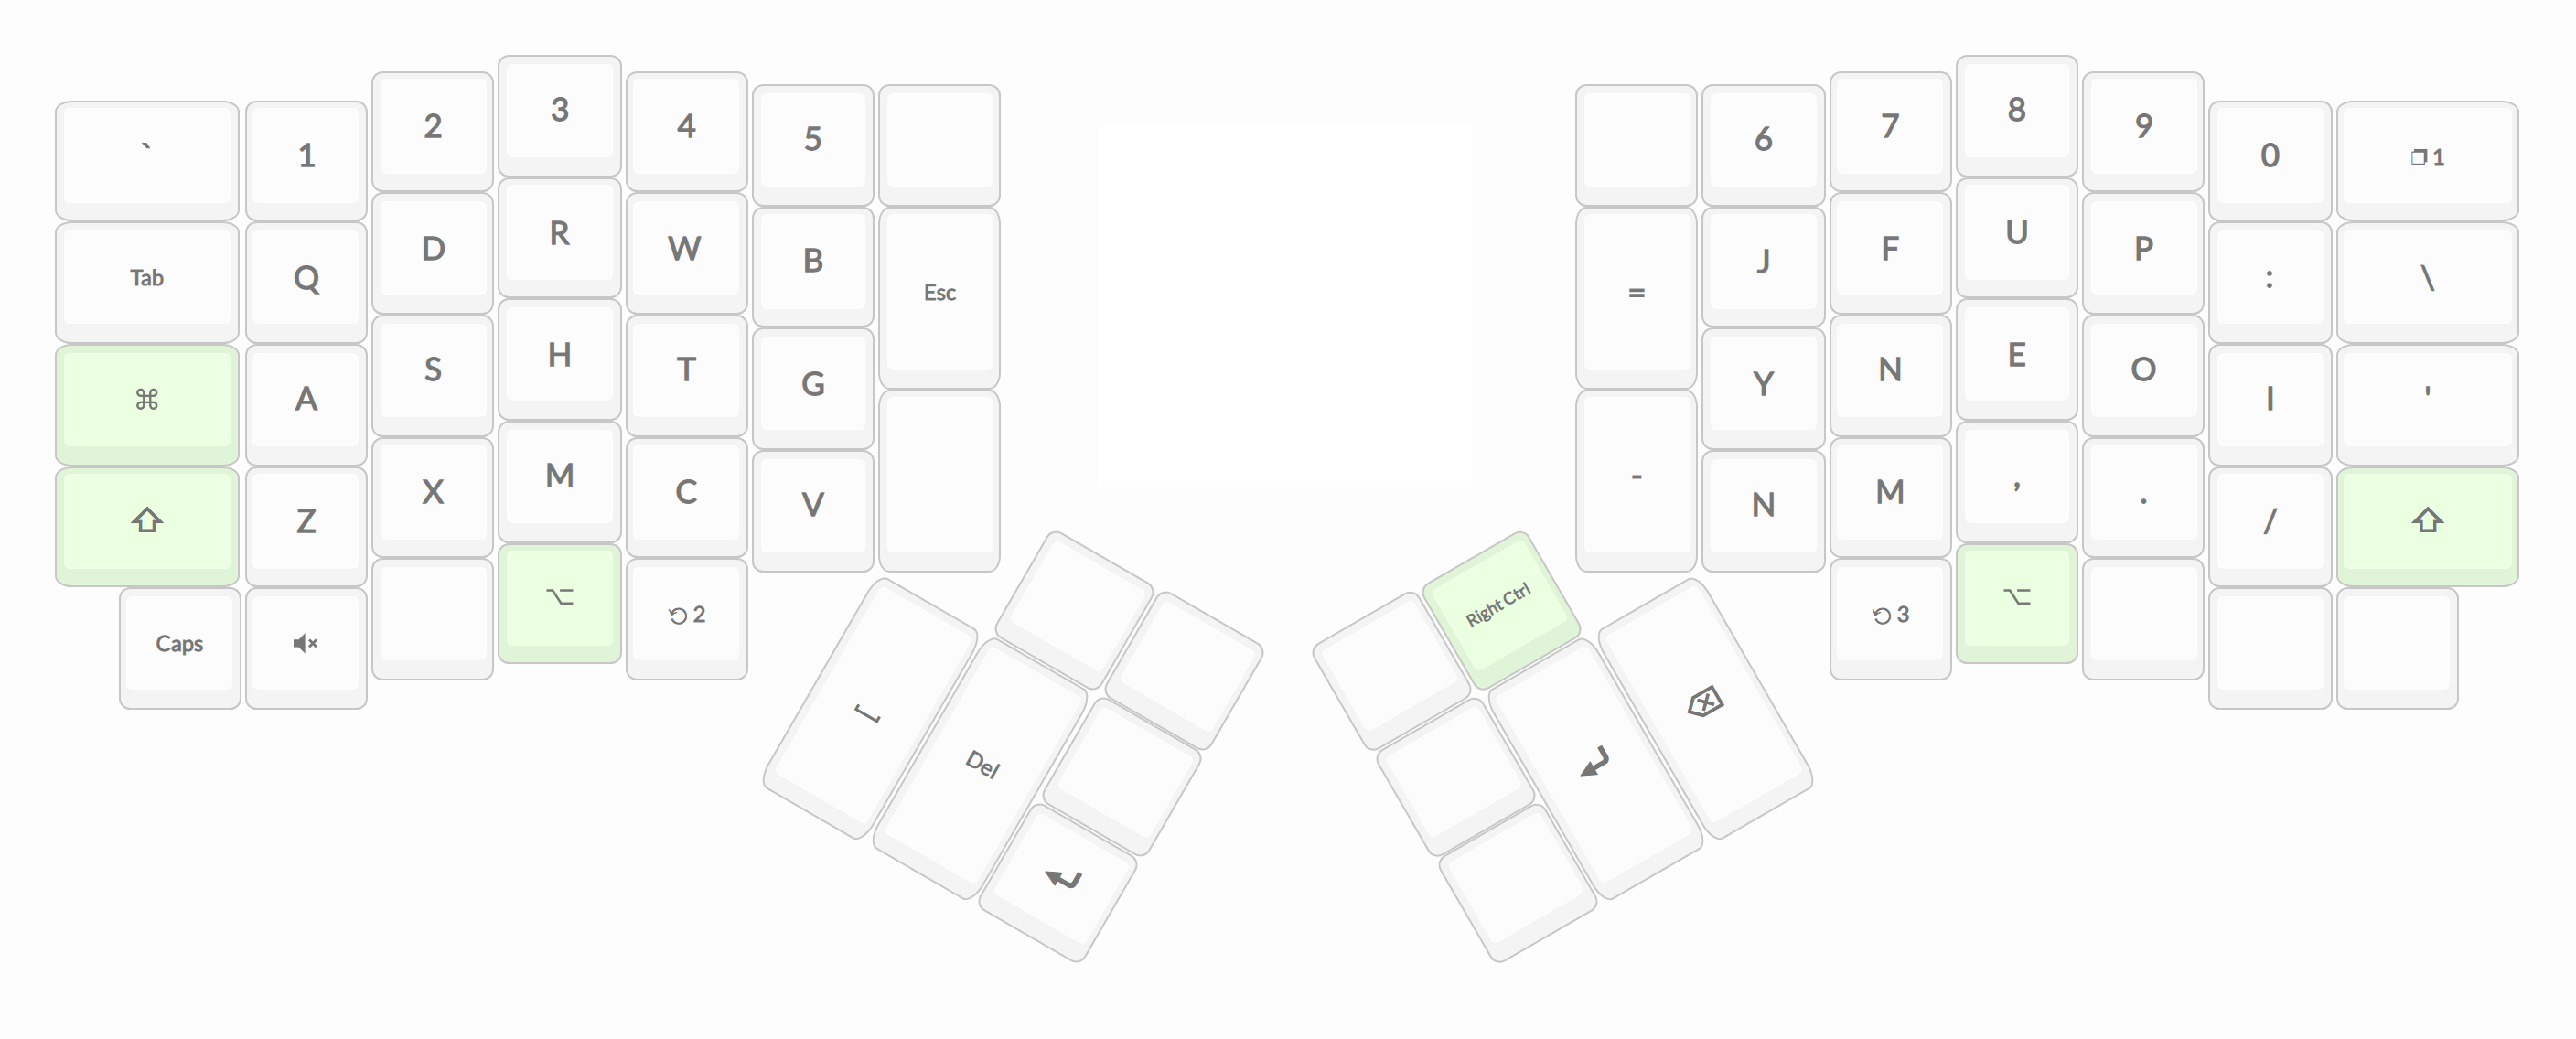 ` 1 2 3 4 5 6 7 8 9 0 1
Tab Q D R W B Esc = J F U P : \
⌘ A S H T G Y N E O I '
Z X M C V - N M , . /
Caps ⌥ 2 3 ⌥
[ Del Right Ctrl